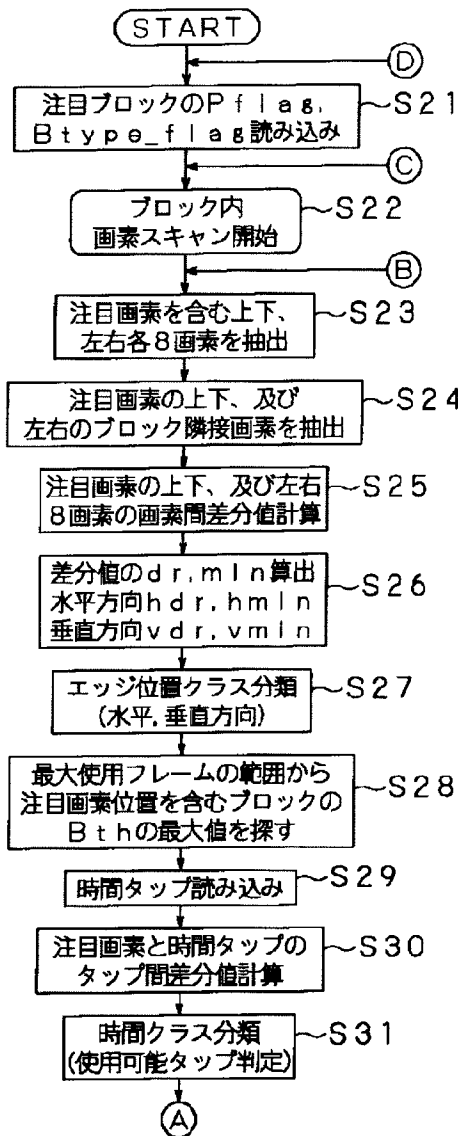 START
D
注目ブロックのPflag,
Btype_flag読み込み
S21
C
ブロック内
画素スキャン開始
S22
B
注目画素を含む上下、
左右各8画素を抽出
S23
注目画素の上下、及び
左右のブロック隣接画素を抽出
S24
注目画素の上下、及び左右
8画素の画素間差分値計算
S25
差分値のdr,min算出
水平方向hdr,hmin
垂直方向vdr,vmin
S26
エッジ位置クラス分類
(水平,垂直方向)
S27
最大使用フレームの範囲から
注目画素位置を含むブロックの
Bthの最大値を探す
S28
時間タップ読み込み
S29
注目画素と時間タップの
タップ間差分値計算
S30
時間クラス分類
(使用可能タップ判定)
S31
A